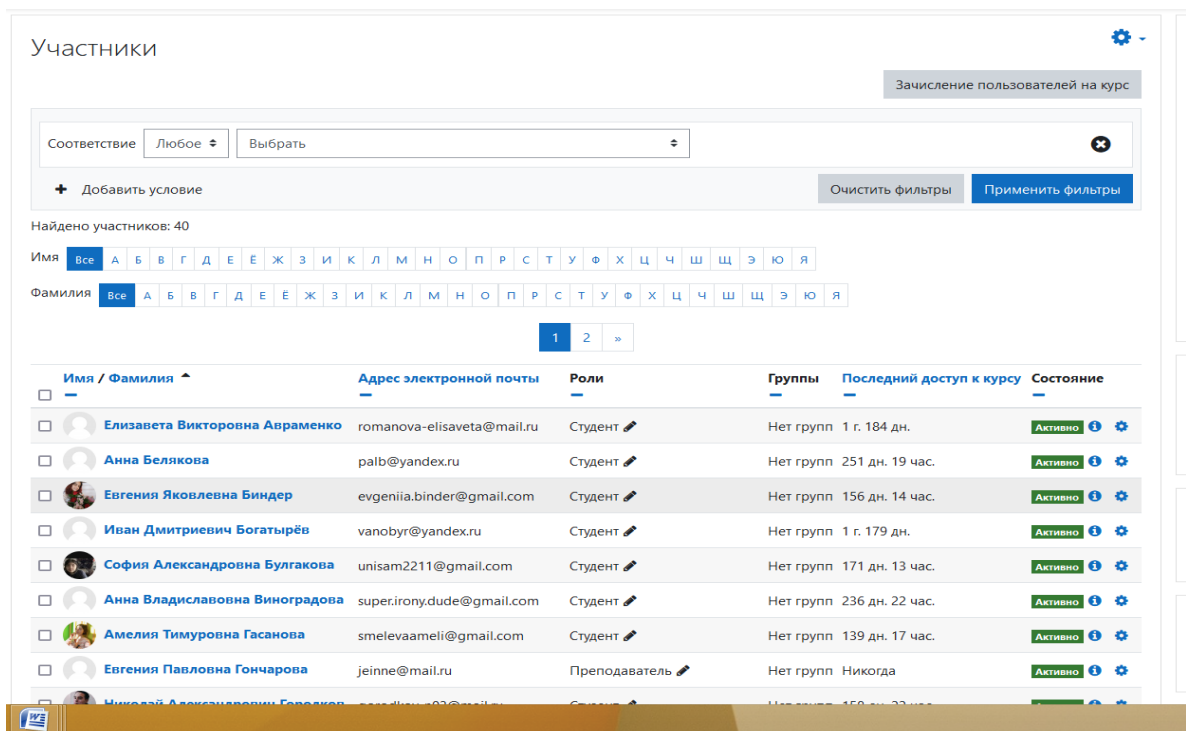 Участники
Зачисление пользователей на курс
Соответствие Любое Выбрать
Добавить условие Очистить фильтры Применить фильтры
Найдено участников: 40
Имя Все А Б В Г Д Е Ё Ж З И К Л М Н О П Р С Т У Ф Х Ц Ч Ш Щ Э Ю Я
Фамилия Все А Б В Г Д Е Ё Ж З И К Л М Н О П Р С Т У Ф Х Ц Ч Ш Щ Э Ю Я
1 2 »
Имя / Фамилия Адрес электронной почты Роли Группы Последний доступ к курсу Состояние
Елизавета Викторовна Авраменко romanova-elisaveta@mail.ru Студент Нет групп 1 г. 184 дн. Активно
Анна Белякова palb@yandex.ru Студент Нет групп 251 дн. 19 час. Активно
Евгения Яковлевна Биндер evgeniia.binder@gmail.com Студент Нет групп 156 дн. 14 час. Активно
Иван Дмитриевич Богатырёв vanobyr@yandex.ru Студент Нет групп 1 г. 179 дн. Активно
София Александровна Булгакова unisam2211@gmail.com Студент Нет групп 171 дн. 13 час. Активно
Анна Владиславовна Виноградова super.irony.dude@gmail.com Студент Нет групп 236 дн. 22 час. Активно
Амелия Тимуровна Гасанова smelevaameli@gmail.com Студент Нет групп 139 дн. 17 час. Активно
Евгения Павловна Гончарова jeinne@mail.ru Преподаватель Нет групп Никогда Активно
Николай Александрович